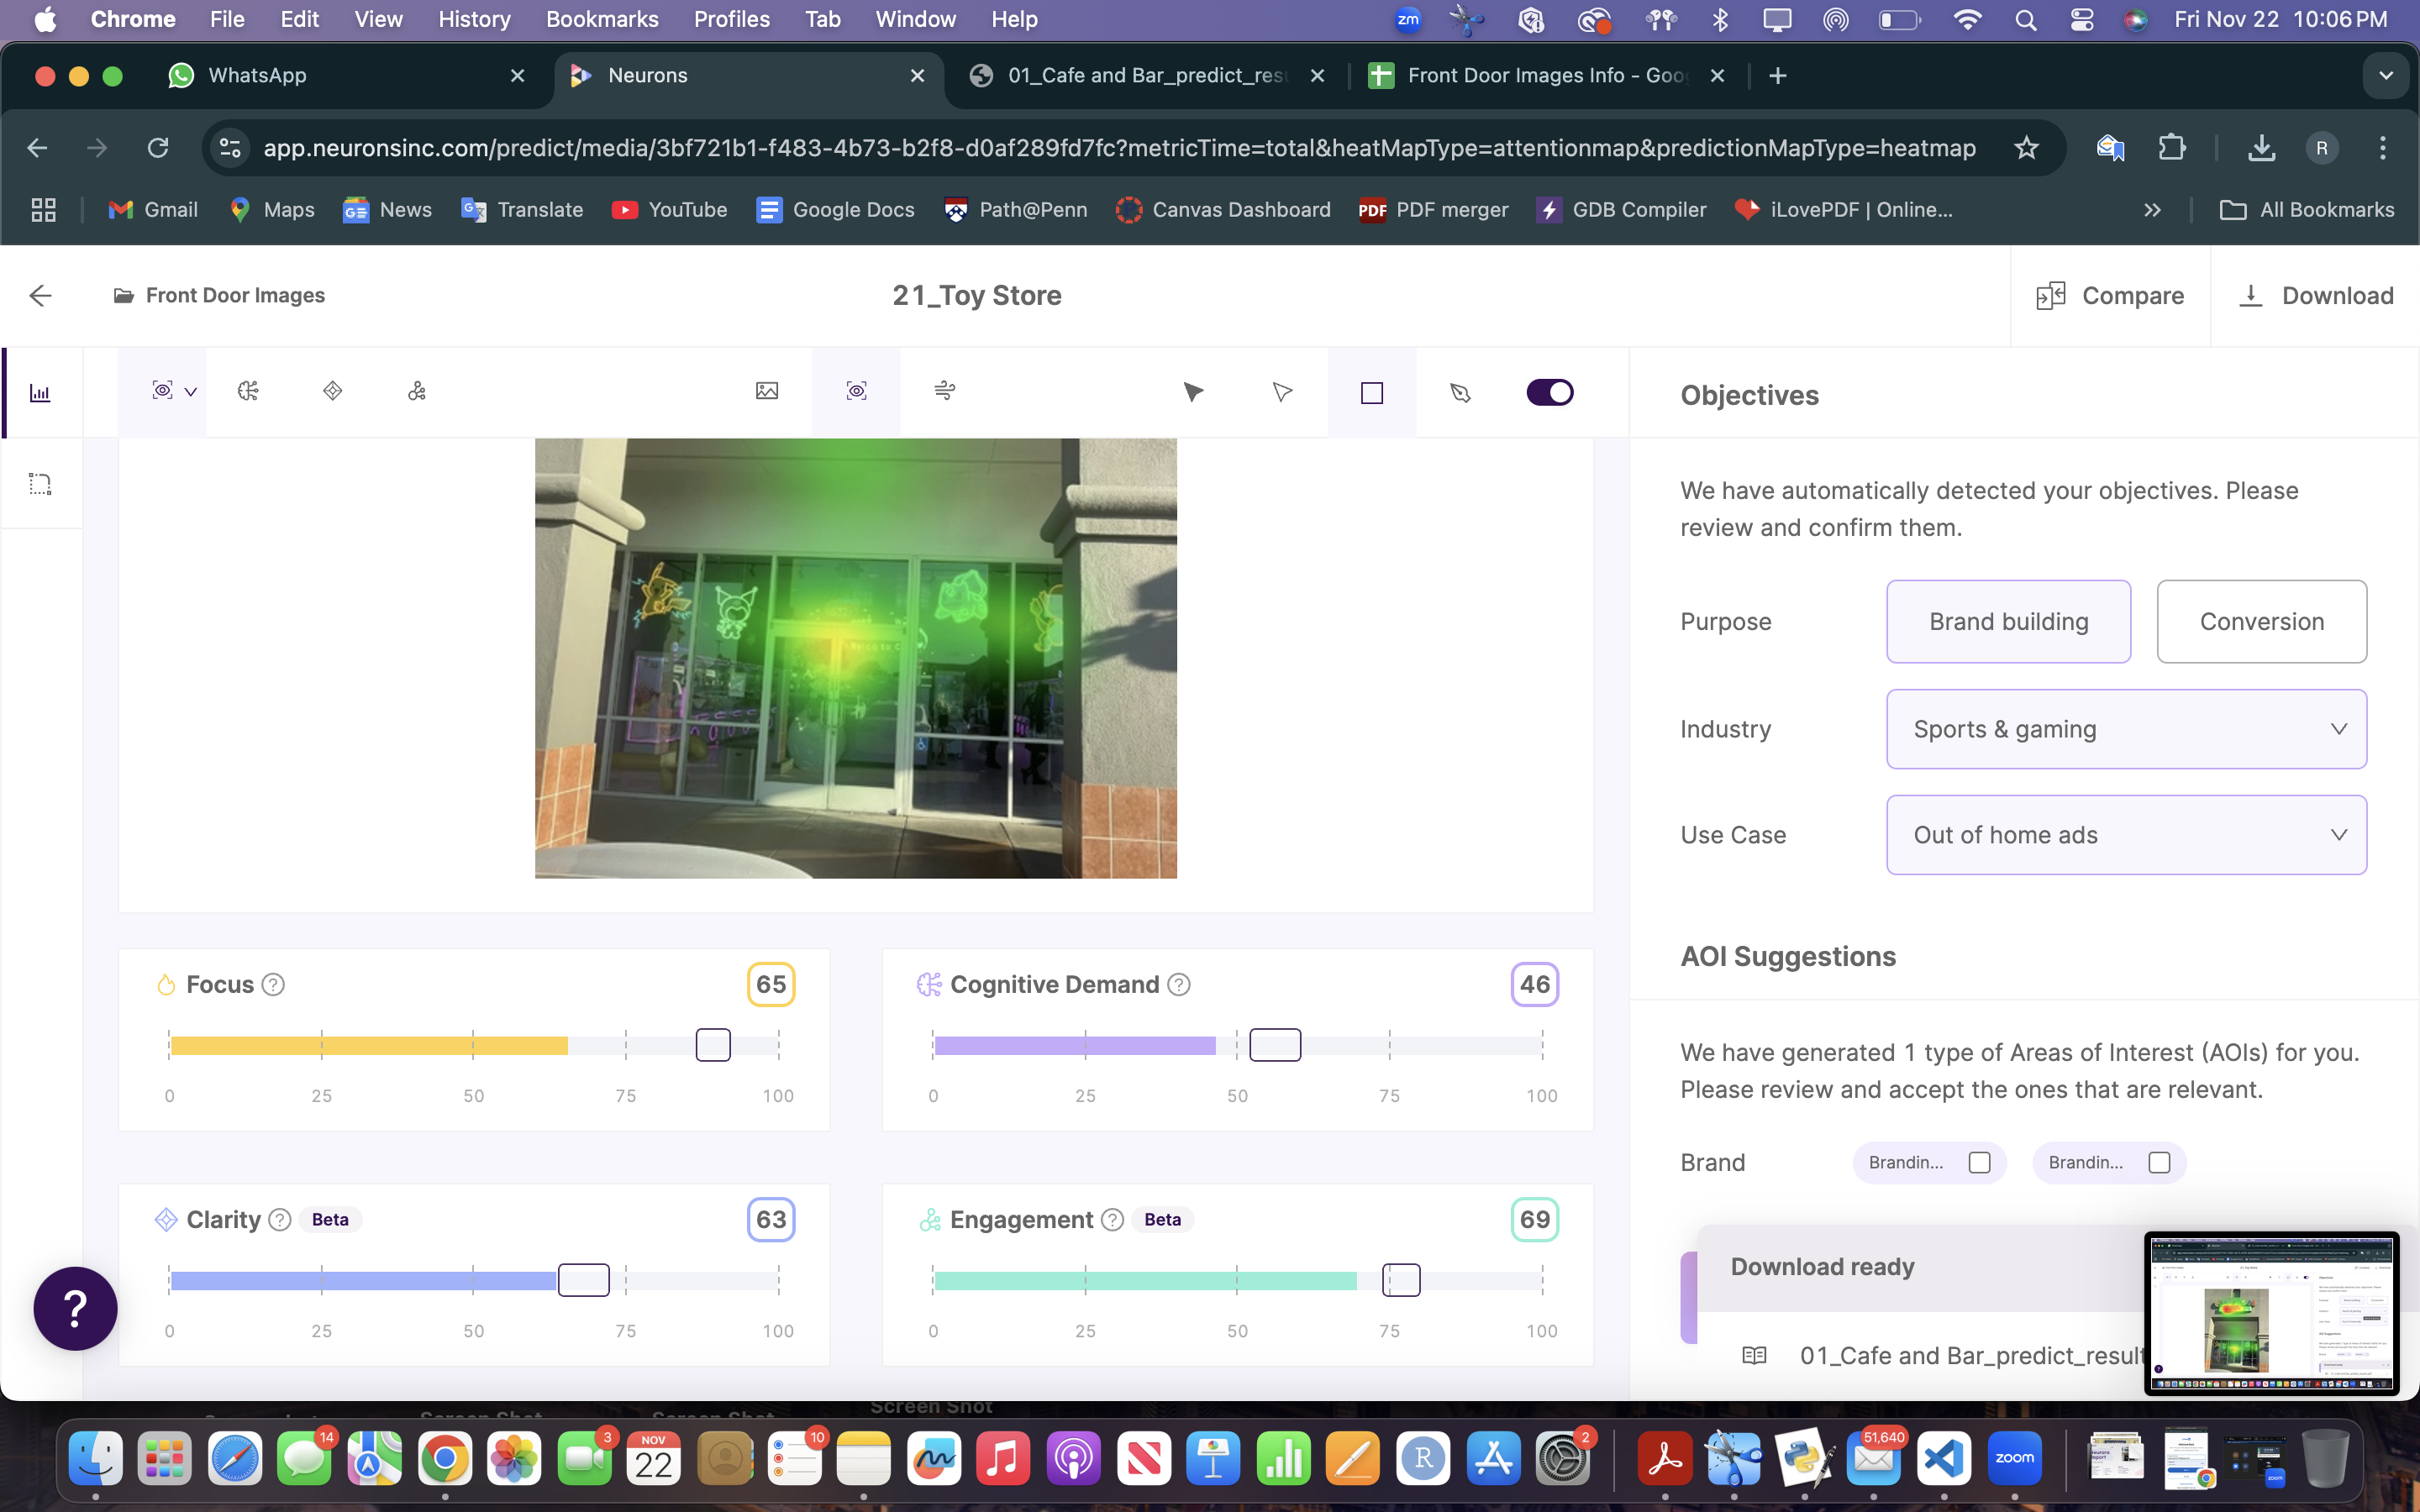 Chrome File Edit View History Bookmarks Profiles Tab Window Help zm Fri Nov 22 10:06 PM
WhatsApp Neurons 01_Cafe and Bar_predict_resu Front Door Images Info - Goo
app.neuronsinc.com/predict/media/3bf721b1-f483-4b73-b2f8-d0af289fd7fc?metricTime=total&heatMapType=attentionmap&predictionMapType=heatmap R
Gmail Maps News Translate YouTube Google Docs Path@Penn Canvas Dashboard PDF PDF merger GDB Compiler iLovePDF | Online... All Bookmarks
Front Door Images 21_Toy Store Compare Download
Objectives
We have automatically detected your objectives. Please
review and confirm them.
Purpose Brand building Conversion
Industry Sports & gaming
Use Case Out of home ads
AOI Suggestions
We have generated 1 type of Areas of Interest (AOIs) for you.
Please review and accept the ones that are relevant.
Brand Brandin... Brandin...
Focus ? 65
0 25 50 75 100
Cognitive Demand ? 46
0 25 50 75 100
Clarity ? Beta 63
0 25 50 75 100
Engagement ? Beta 69
0 25 50 75 100
?
Download ready
01_Cafe and Bar_predict_result
Screen Shot
14 3 NOV 22 10 R 2 51,640 zoom